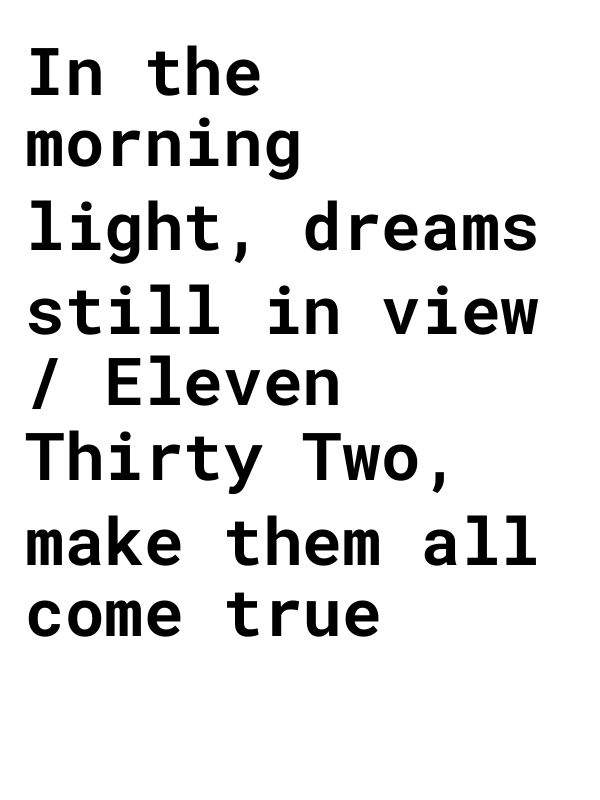 In the
morning
light, dreams
still in view
/ Eleven
Thirty Two,
make them all
come true